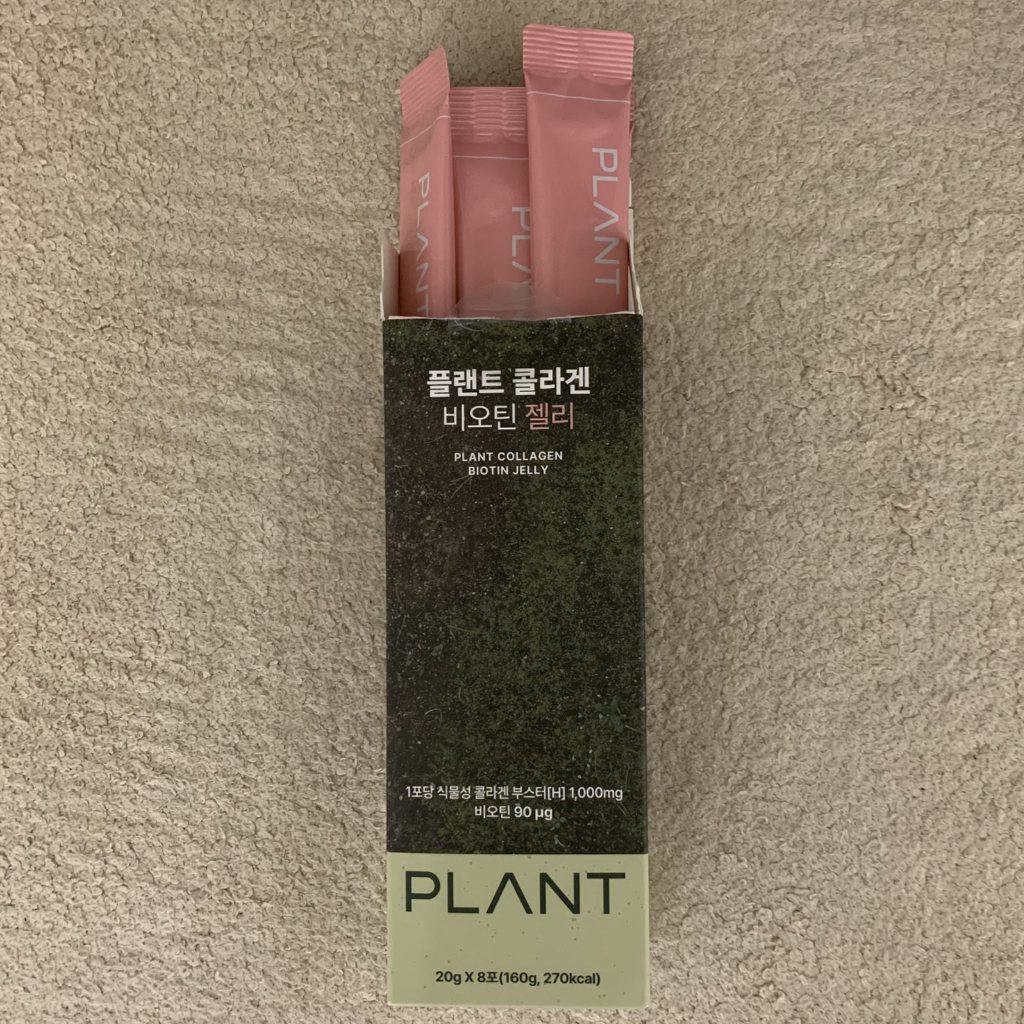 PLANT
PLANT
플랜트 콜라겐
비오틴 젤리
PLANT COLLAGEN
BIOTIN JELLY
1포당 식물성 콜라겐 부스터[H] 1,000mg
비오틴 90 µg
PLANT
20g X 8포(160g, 270kcal)